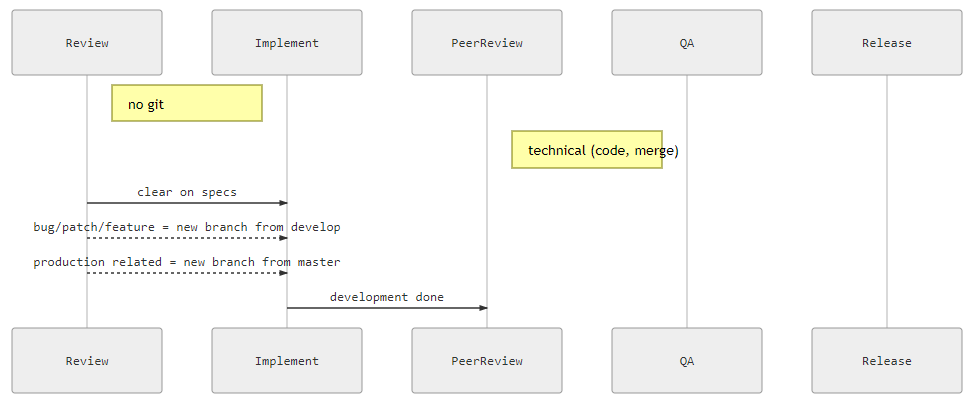 Review
Implement
PeerReview
QA
Release
no git
technical (code, merge)
clear on specs
bug/patch/feature = new branch from develop
production related = new branch from master
development done
Review
Implement
PeerReview
QA
Release